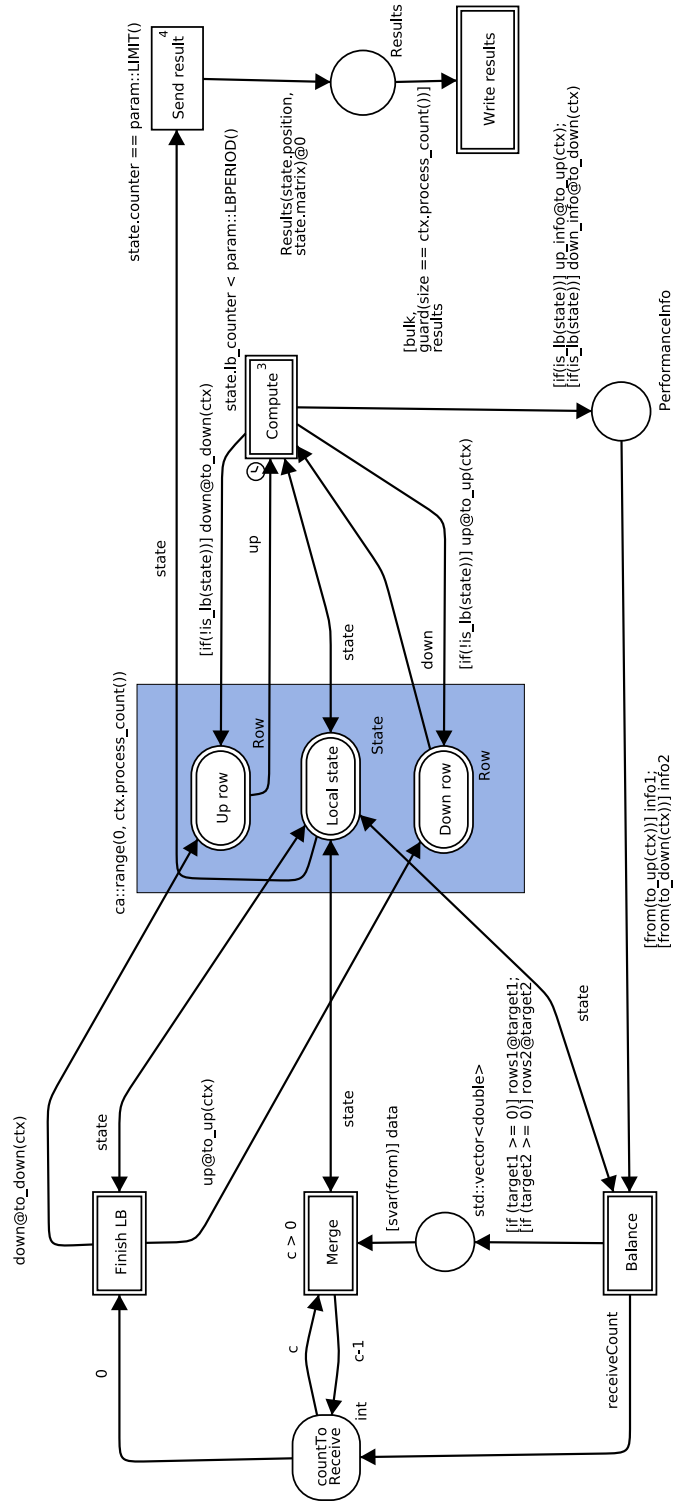 down@to_down(ctx)
state
up@to_up(ctx)
Finish LB
0
ca::range(0, ctx.process_count())
Up row
Row
Local state
State
Down row
Row
state
[if(!is_lb(state))] down@to_down(ctx)
up
state
down
[if(!is_lb(state))] up@to_up(ctx)
state.lb_counter < param::LBPERIOD()
3
Compute
state.counter == param::LIMIT()
4
Send result
Results(state.position,
state.matrix)@0
Results
[bulk,
guard(size == ctx.process_count())]
results
Write results
[if(is_lb(state))] up_info@to_up(ctx);
[if(is_lb(state))] down_info@to_down(ctx)
PerformanceInfo
c > 0
Merge
state
c
c-1
countTo
Receive
int
[svar(from)] data
std::vector<double>
[if (target1 >= 0)] rows1@target1;
[if (target2 >= 0)] rows2@target2
state
[from(to_up(ctx))] info1;
[from(to_down(ctx))] info2
Balance
receiveCount